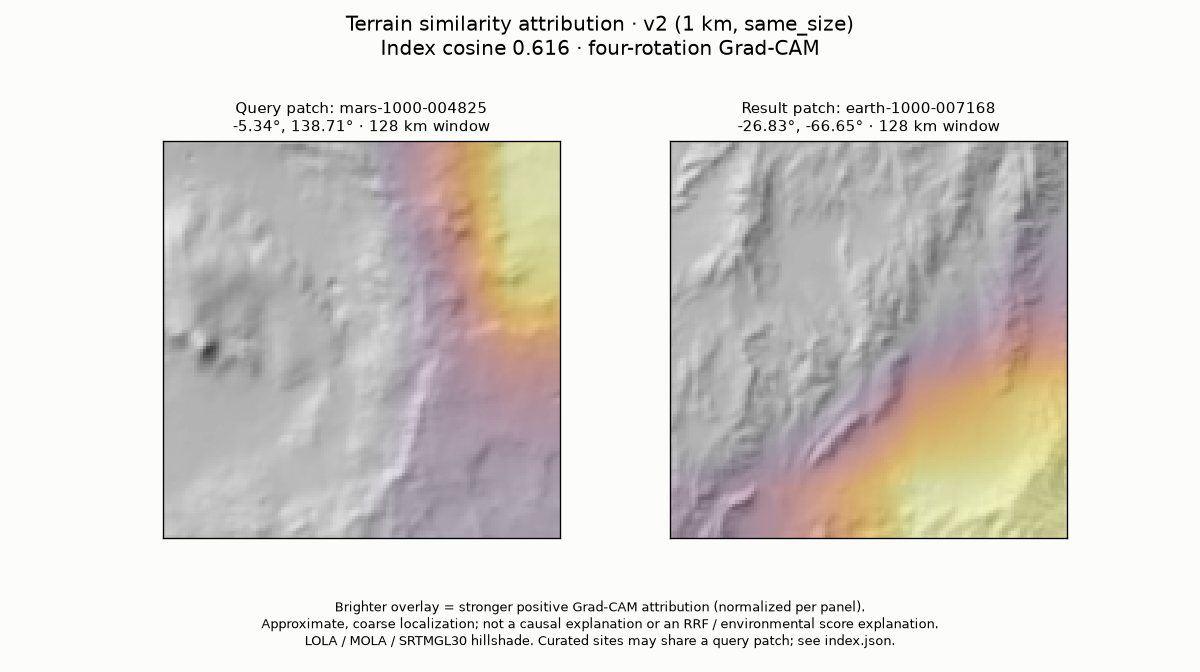 Terrain similarity attribution · v2 (1 km, same_size)
Index cosine 0.616 · four-rotation Grad-CAM
Query patch: mars-1000-004825
-5.34°, 138.71° · 128 km window
Result patch: earth-1000-007168
-26.83°, -66.65° · 128 km window
Brighter overlay = stronger positive Grad-CAM attribution (normalized per panel).
Approximate, coarse localization; not a causal explanation or an RRF / environmental score explanation.
LOLA / MOLA / SRTMGL30 hillshade. Curated sites may share a query patch; see index.json.